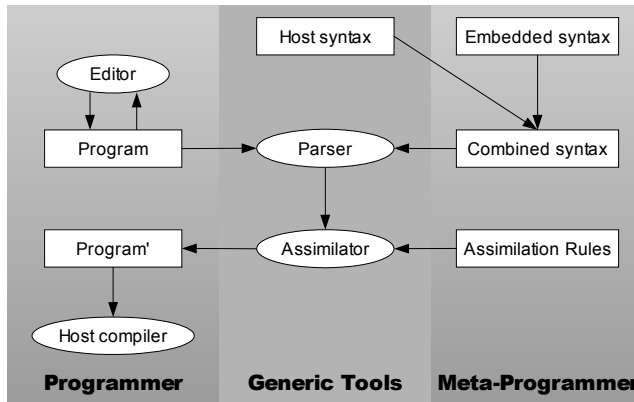 Host syntax
Embedded syntax
Editor
Program
Parser
Combined syntax
Program'
Assimilator
Assimilation Rules
Host compiler
Programmer
Generic Tools
Meta-Programmer